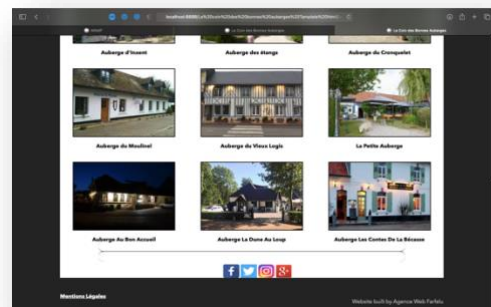 Auberge d'Inxent
Auberge des étangs
Auberge du Cronquelet
Auberge du Moulinel
Auberge du Vieux Logis
La Petite Auberge
Auberge Au Bon Accueil
Auberge La Dune Au Loup
Auberge Les Contes De La Bécasse
Mentions Légales
Website built by Agence Web Farfelu